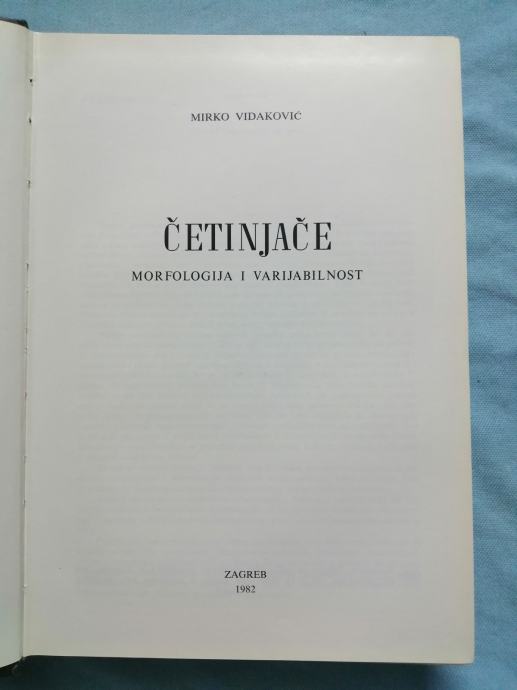 MIRKO VIDAKOVIĆ
ČETINJAČE
MORFOLOGIJA I VARIJABILNOST
ZAGREB
1982